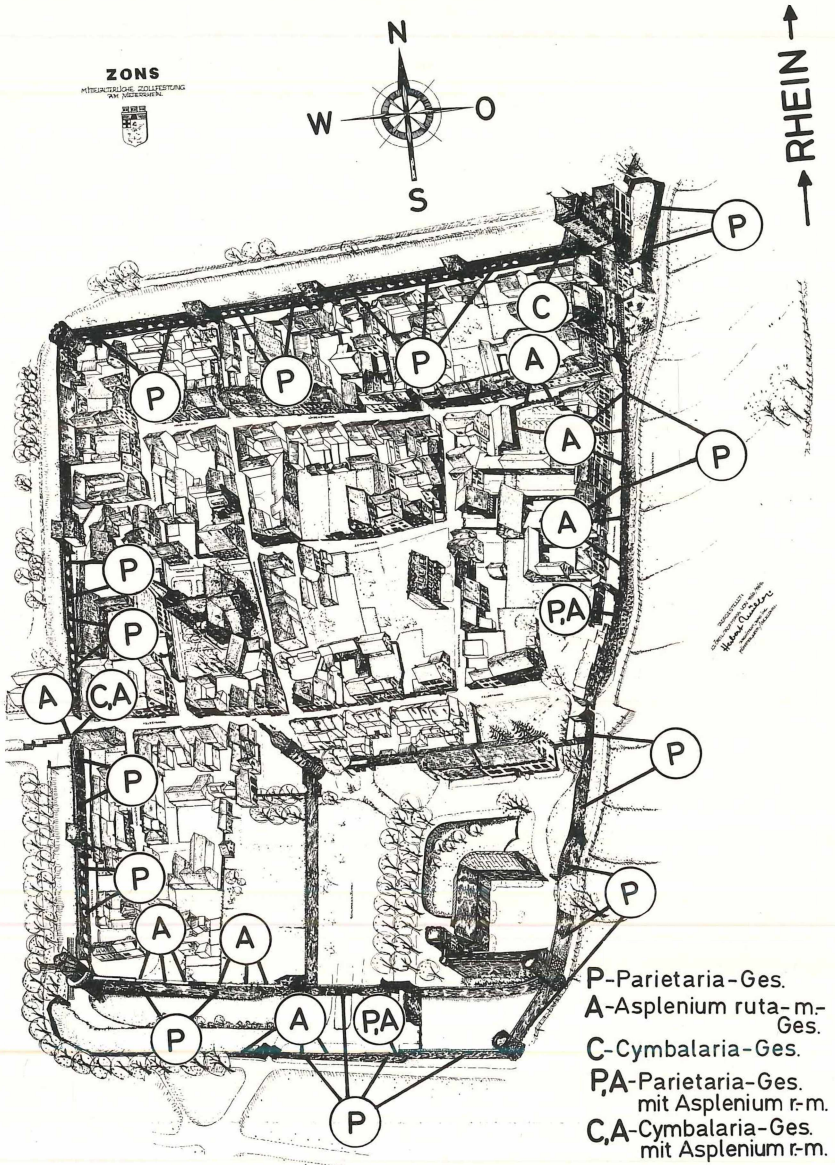 ZONS
MITTELALTERLICHE ZOLLFESTUNG
AM NIEDERRHEIN
N
W
O
S
→ RHEIN →
P
C
P
P
P
A
A
P
A
P
P,A
P
A
C,A
P
P
P
P
A
A
P
A
P,A
P
P-Parietaria-Ges.
A-Asplenium ruta-m.-
Ges.
C-Cymbalaria-Ges.
P,A-Parietaria-Ges.
mit Asplenium r.-m.
C,A-Cymbalaria-Ges.
mit Asplenium r.-m.